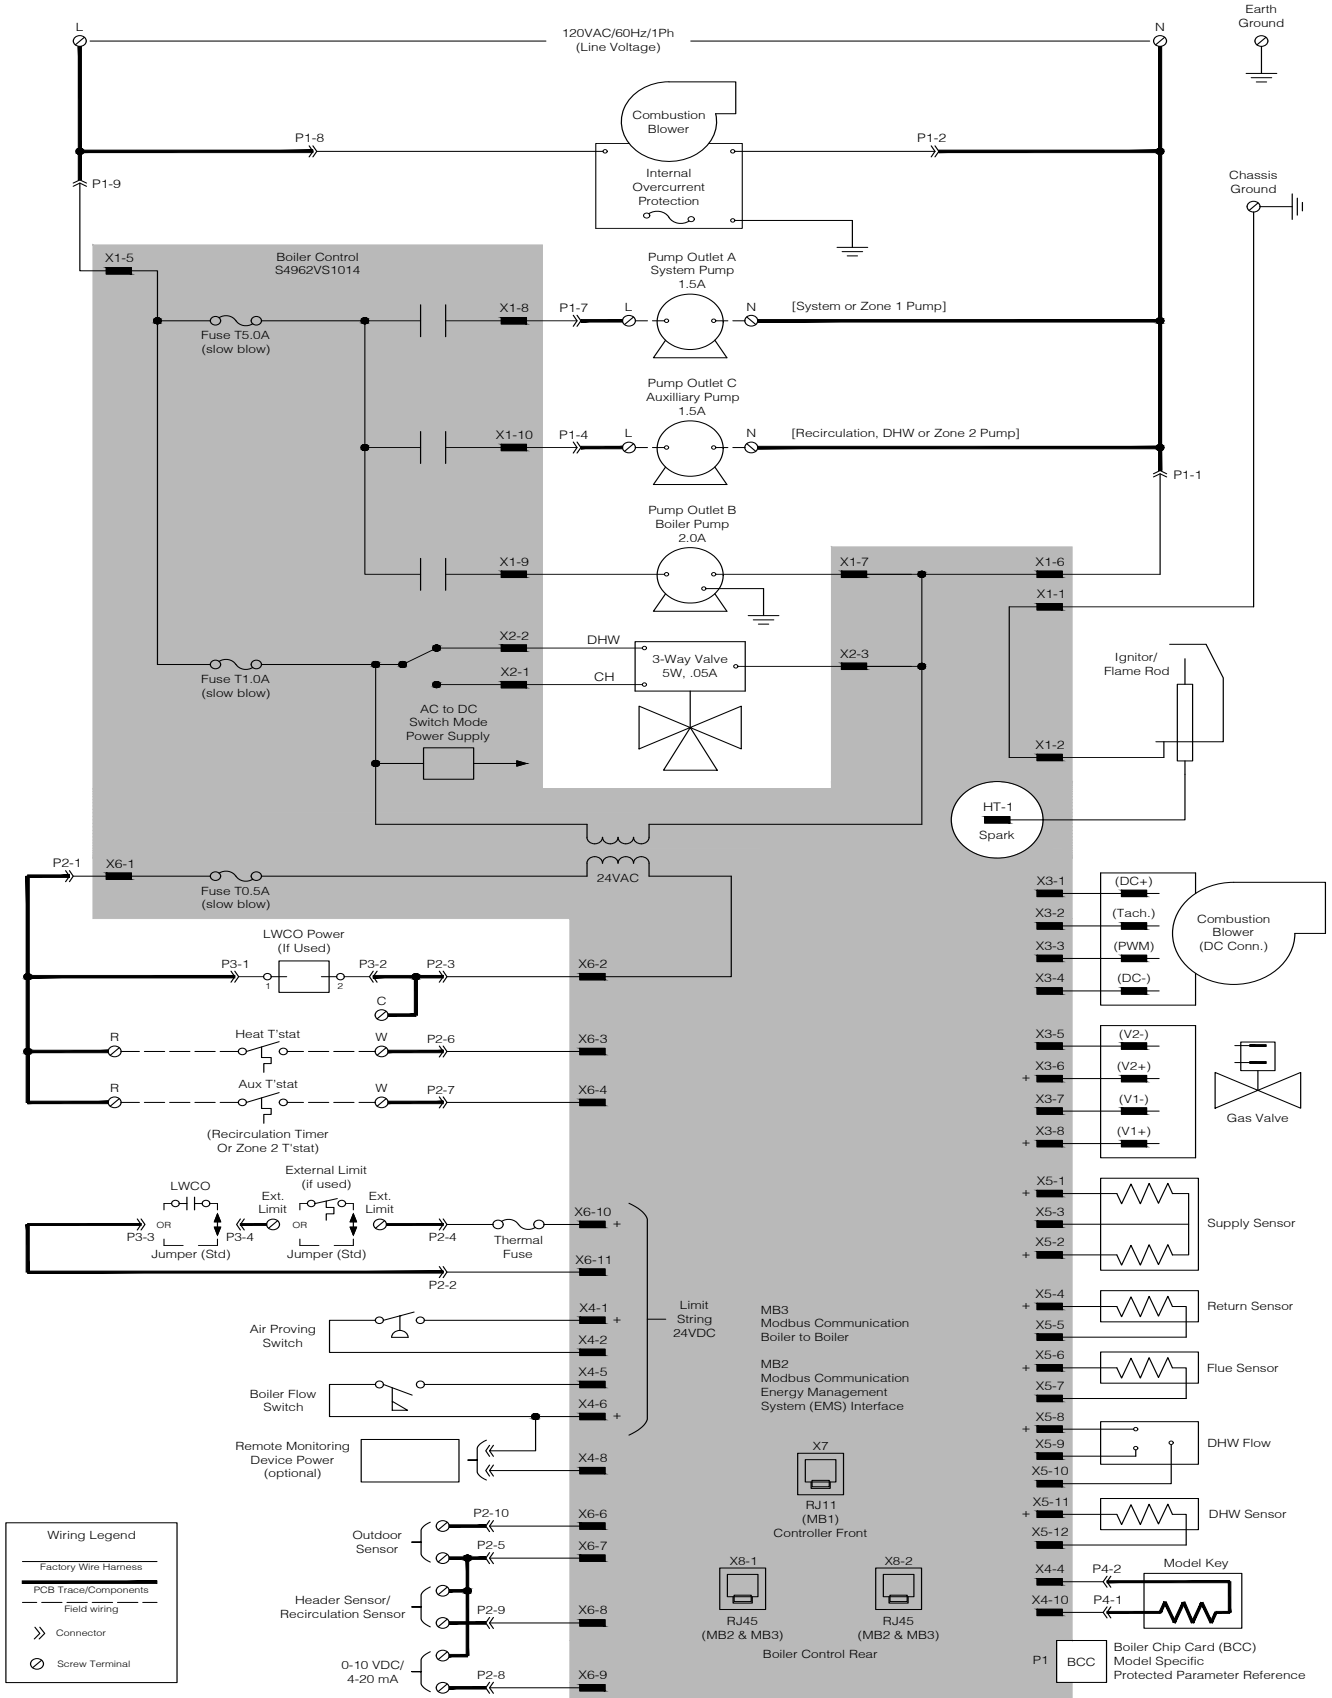 L
120VAC/60Hz/1Ph
(Line Voltage)
N
Earth
Ground
Combustion
Blower
P1-8
P1-2
Internal
Overcurrent
Protection
P1-9
Chassis
Ground
X1-5
Boiler Control
S4962VS1014
Pump Outlet A
System Pump
1.5A
Fuse T5.0A
(slow blow)
X1-8
P1-7
L
N
[System or Zone 1 Pump]
Pump Outlet C
Auxilliary Pump
1.5A
X1-10
P1-4
L
N
[Recirculation, DHW or Zone 2 Pump]
P1-1
Pump Outlet B
Boiler Pump
2.0A
X1-9
X1-7
X1-6
X1-1
Fuse T1.0A
(slow blow)
X2-2
DHW
X2-1
CH
3-Way Valve
5W, .05A
X2-3
Ignitor/
Flame Rod
AC to DC
Switch Mode
Power Supply
X1-2
HT-1
Spark
P2-1
X6-1
Fuse T0.5A
(slow blow)
24VAC
X3-1
(DC+)
X3-2
(Tach.)
X3-3
(PWM)
X3-4
(DC-)
Combustion
Blower
(DC Conn.)
LWCO Power
(If Used)
P3-1
1
2
P3-2
P2-3
X6-2
C
R
Heat T'stat
W
P2-6
X6-3
R
Aux T'stat
W
P2-7
X6-4
(Recirculation Timer
Or Zone 2 T'stat)
X3-5
(V2-)
X3-6
+
(V2+)
X3-7
(V1-)
X3-8
+
(V1+)
Gas Valve
LWCO
OR
P3-3
Jumper (Std)
P3-4
Ext.
Limit
External Limit
(if used)
OR
Jumper (Std)
Ext.
Limit
P2-4
Thermal
Fuse
X6-10
+
X6-11
P2-2
X5-1
+
X5-3
X5-2
+
Supply Sensor
Air Proving
Switch
X4-1
+
X4-2
Boiler Flow
Switch
X4-5
X4-6
+
Limit
String
24VDC
MB3
Modbus Communication
Boiler to Boiler
MB2
Modbus Communication
Energy Management
System (EMS) Interface
X5-4
+
X5-5
Return Sensor
X5-6
+
X5-7
Flue Sensor
X5-8
+
X5-9
X5-10
DHW Flow
Remote Monitoring
Device Power
(optional)
X4-8
X7
RJ11
(MB1)
Controller Front
X5-11
+
X5-12
DHW Sensor
Outdoor
Sensor
P2-10
X6-6
P2-5
X6-7
Header Sensor/
Recirculation Sensor
P2-9
X6-8
0-10 VDC/
4-20 mA
P2-8
X6-9
X8-1
RJ45
(MB2 & MB3)
X8-2
RJ45
(MB2 & MB3)
Boiler Control Rear
X4-4
P4-2
X4-10
P4-1
Model Key
P1
BCC
Boiler Chip Card (BCC)
Model Specific
Protected Parameter Reference
Wiring Legend
Factory Wire Harness
PCB Trace/Components
Field wiring
Connector
Screw Terminal